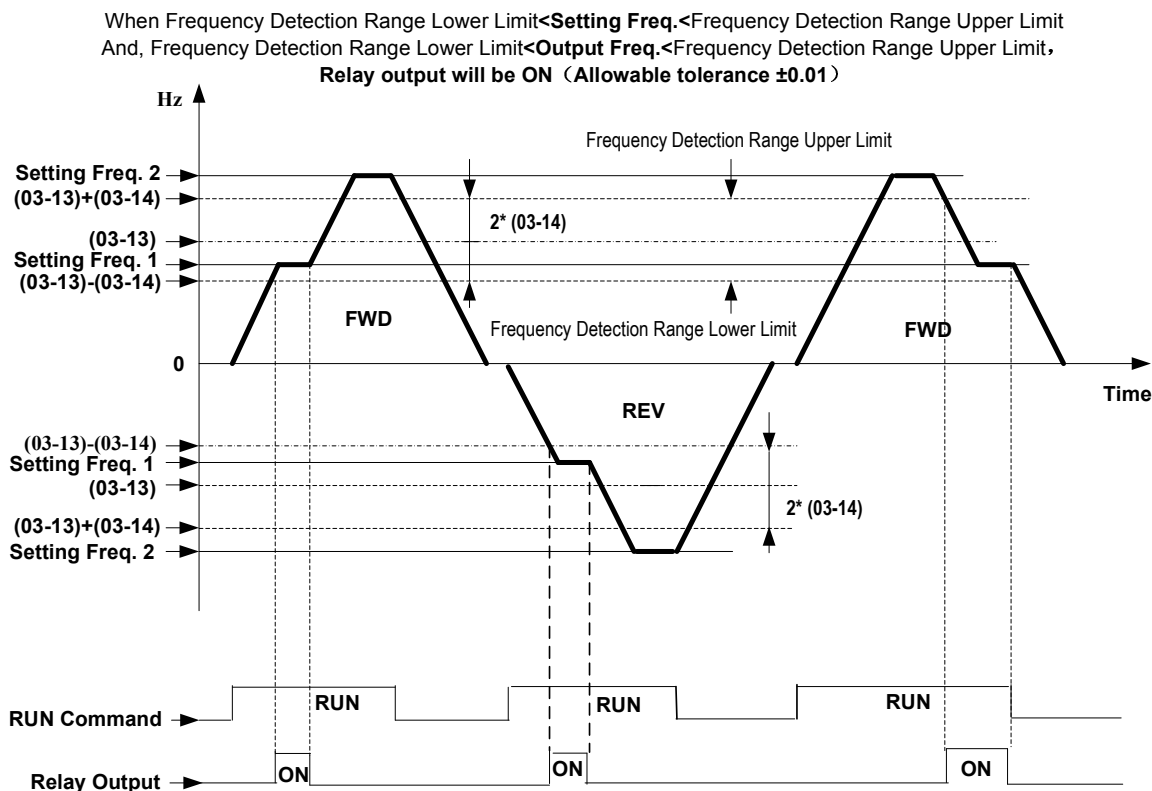 When Frequency Detection Range Lower Limit<Setting Freq.<Frequency Detection Range Upper Limit
And, Frequency Detection Range Lower Limit<Output Freq.<Frequency Detection Range Upper Limit，
Relay output will be ON（Allowable tolerance ±0.01）
Hz
Frequency Detection Range Upper Limit
Setting Freq. 2
(03-13)+(03-14)
2* (03-14)
(03-13)
Setting Freq. 1
(03-13)-(03-14)
FWD
Frequency Detection Range Lower Limit
FWD
0
Time
REV
(03-13)-(03-14)
Setting Freq. 1
(03-13)
2* (03-14)
(03-13)+(03-14)
Setting Freq. 2
RUN
RUN
RUN
RUN Command
ON
ON
ON
Relay Output